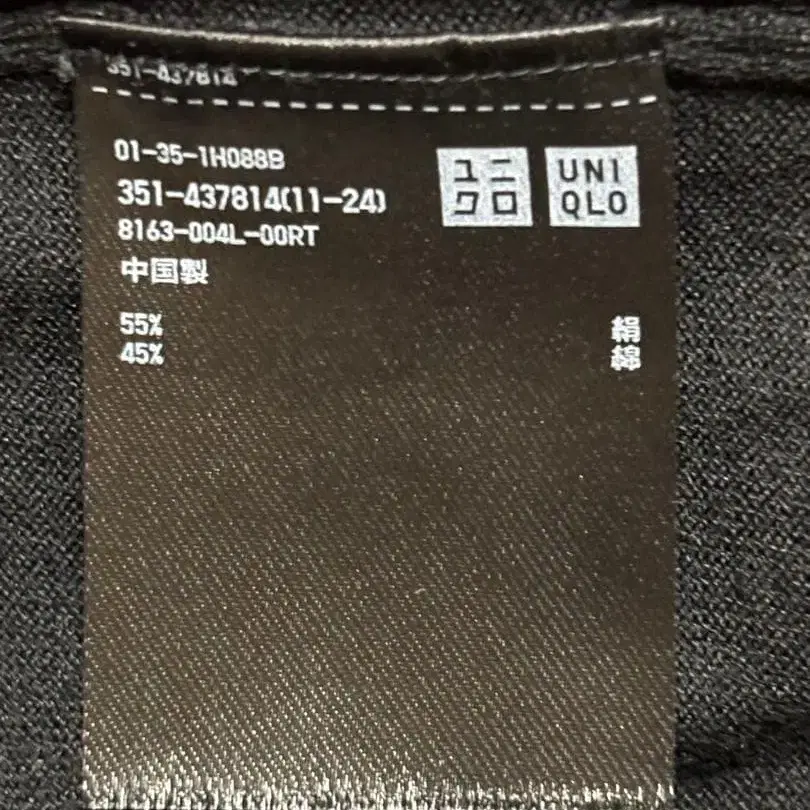 351-437814
01-35-1H088B
351-437814(11-24)
8163-004L-00RT
中国製
ユニ
クロ
UNI
QLO
55% 絹
45% 綿